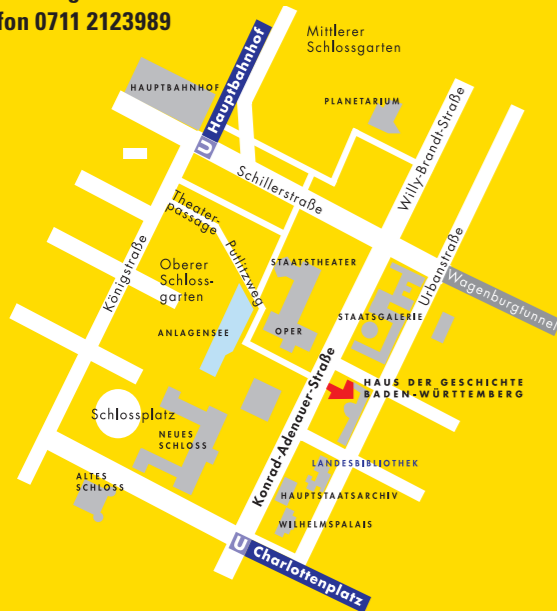 fon 0711 2123989
Mittlerer
Schlossgarten
HAUPTBAHNHOF
U Hauptbahnhof
PLANETARIUM
Willy-Brandt-Straße
Schillerstraße
Theater-
passage
Urbanstraße
Königstraße
Oberer
Schloss-
garten
Putlitzweg
STAATSTHEATER
Wagenburgtunnel
ANLAGENSEE
OPER
STAATSGALERIE
Konrad-Adenauer-Straße
HAUS DER GESCHICHTE
BADEN-WÜRTTEMBERG
Schlossplatz
NEUES
SCHLOSS
LANDESBIBLIOTHEK
ALTES
SCHLOSS
HAUPTSTAATSARCHIV
WILHELMSPALAIS
U Charlottenplatz